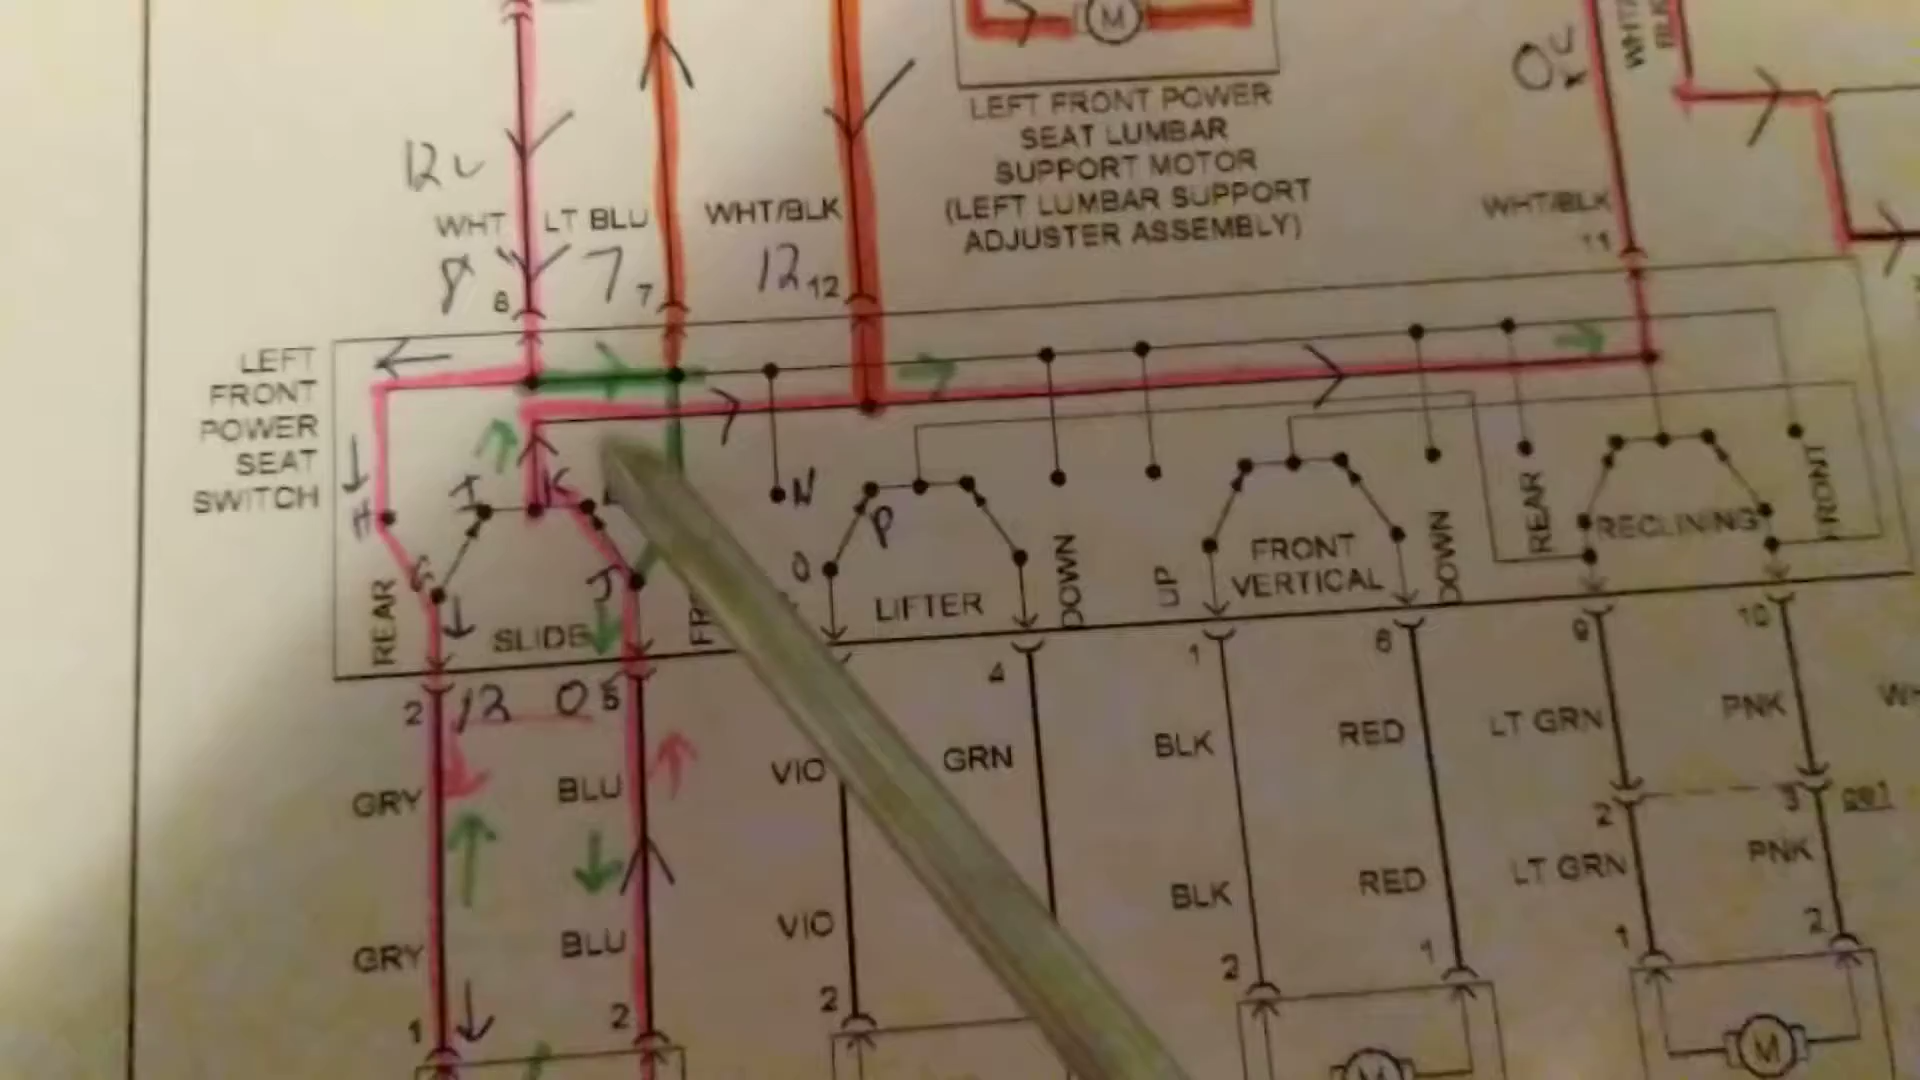 M
LEFT FRONT POWER
SEAT LUMBAR
SUPPORT MOTOR
(LEFT LUMBAR SUPPORT
ADJUSTER ASSEMBLY)
12v
WHT
LT BLU
WHT/BLK
WHT/BLK
8
8
7
7
12
12
11
LEFT
FRONT
POWER
SEAT
SWITCH
H
I
K
G
J
N
P
O
REAR
SLIDE
LIFTER
DOWN
UP
FRONT
VERTICAL
DOWN
REAR
RECLINING
FRONT
2
12
0
5
4
1
6
9
10
GRY
BLU
VIO
GRN
BLK
RED
LT GRN
PNK
2
3
GRY
BLU
VIO
BLK
RED
LT GRN
PNK
1
2
2
2
1
1
2
M
M